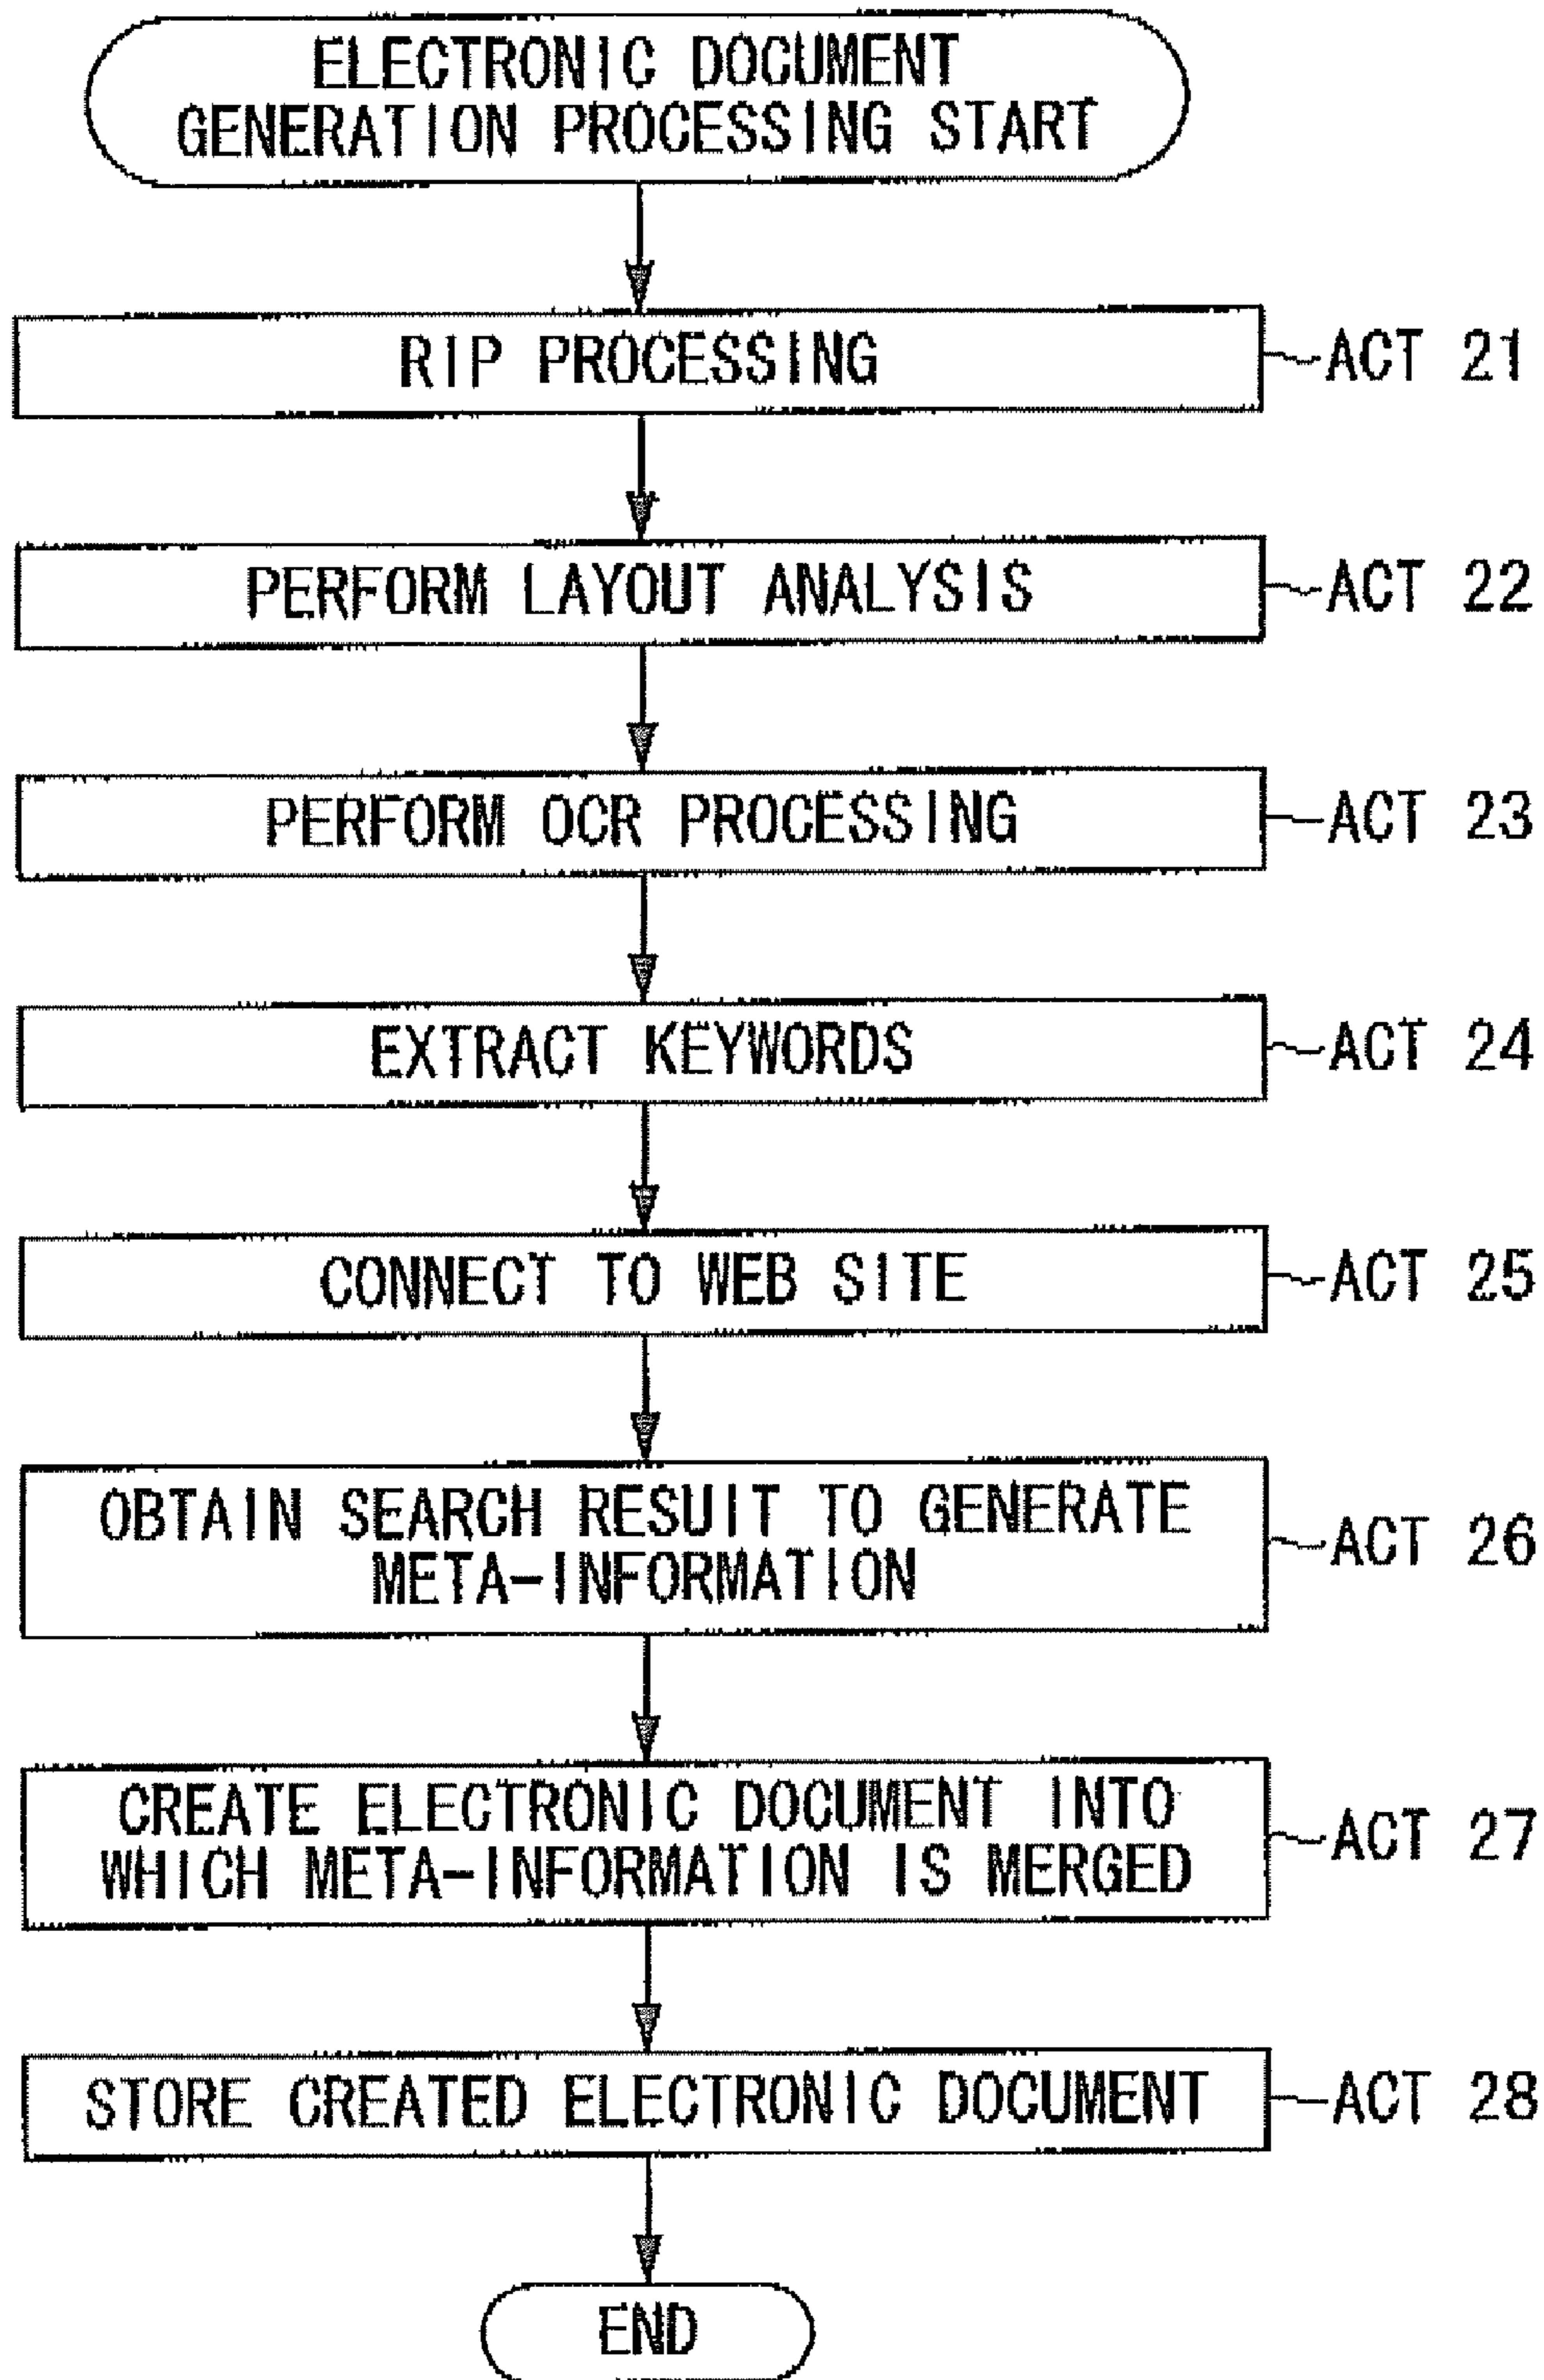 ELECTRONIC DOCUMENT
GENERATION PROCESSING START
RIP PROCESSING
ACT 21
PERFORM LAYOUT ANALYSIS
ACT 22
PERFORM OCR PROCESSING
ACT 23
EXTRACT KEYWORDS
ACT 24
CONNECT TO WEB SITE
ACT 25
OBTAIN SEARCH RESUIT TO GENERATE
META-INFORMATION
ACT 26
CREATE ELECTRONIC DOCUMENT INTO
WHICH META-INFORMATION IS MERGED
ACT 27
STORE CREATED ELECTRONIC DOCUMENT
ACT 28
END